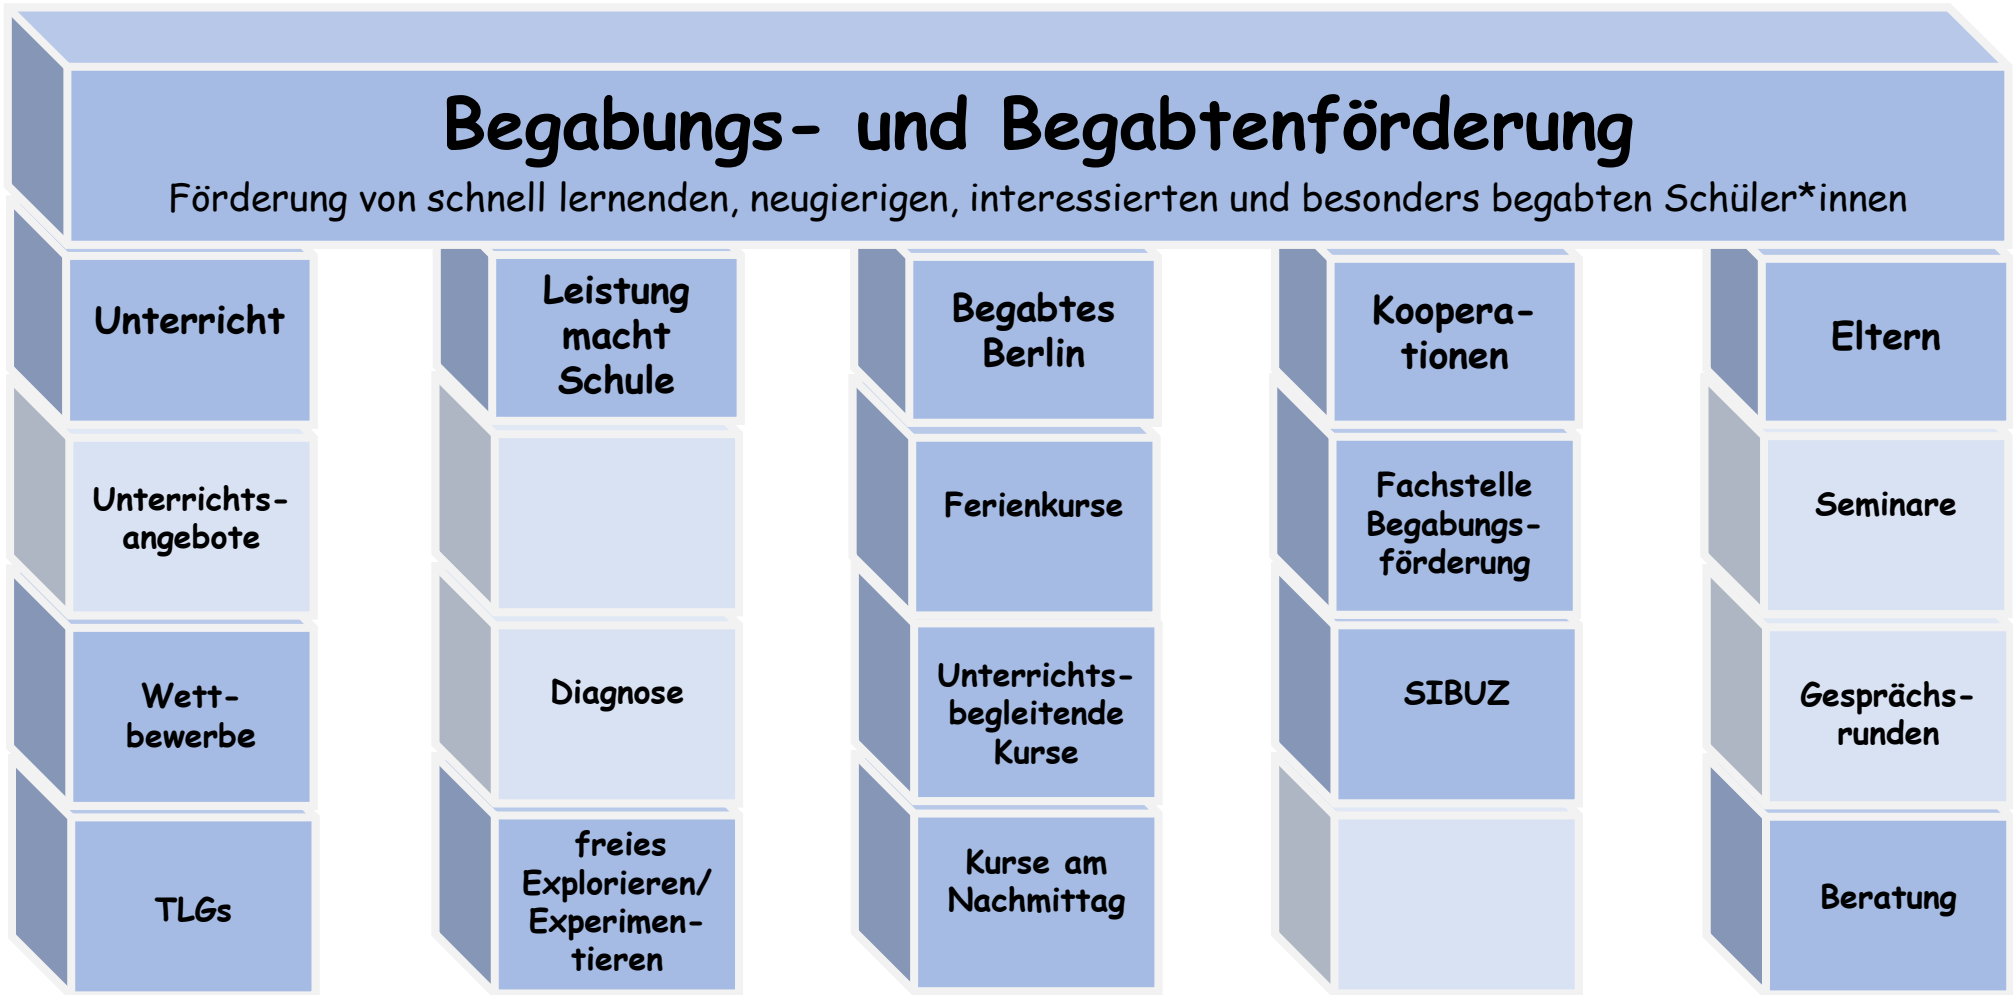 Begabungs- und Begabtenförderung
Förderung von schnell lernenden, neugierigen, interessierten und besonders begabten Schüler*innen
Unterricht
Unterrichts-
angebote
Wett-
bewerbe
TLGs
Leistung
macht
Schule
Diagnose
freies
Explorieren/
Experimen-
tieren
Begabtes
Berlin
Ferienkurse
Unterrichts-
begleitende
Kurse
Kurse am
Nachmittag
Koopera-
tionen
Fachstelle
Begabungs-
förderung
SIBUZ
Eltern
Seminare
Gesprächs-
runden
Beratung